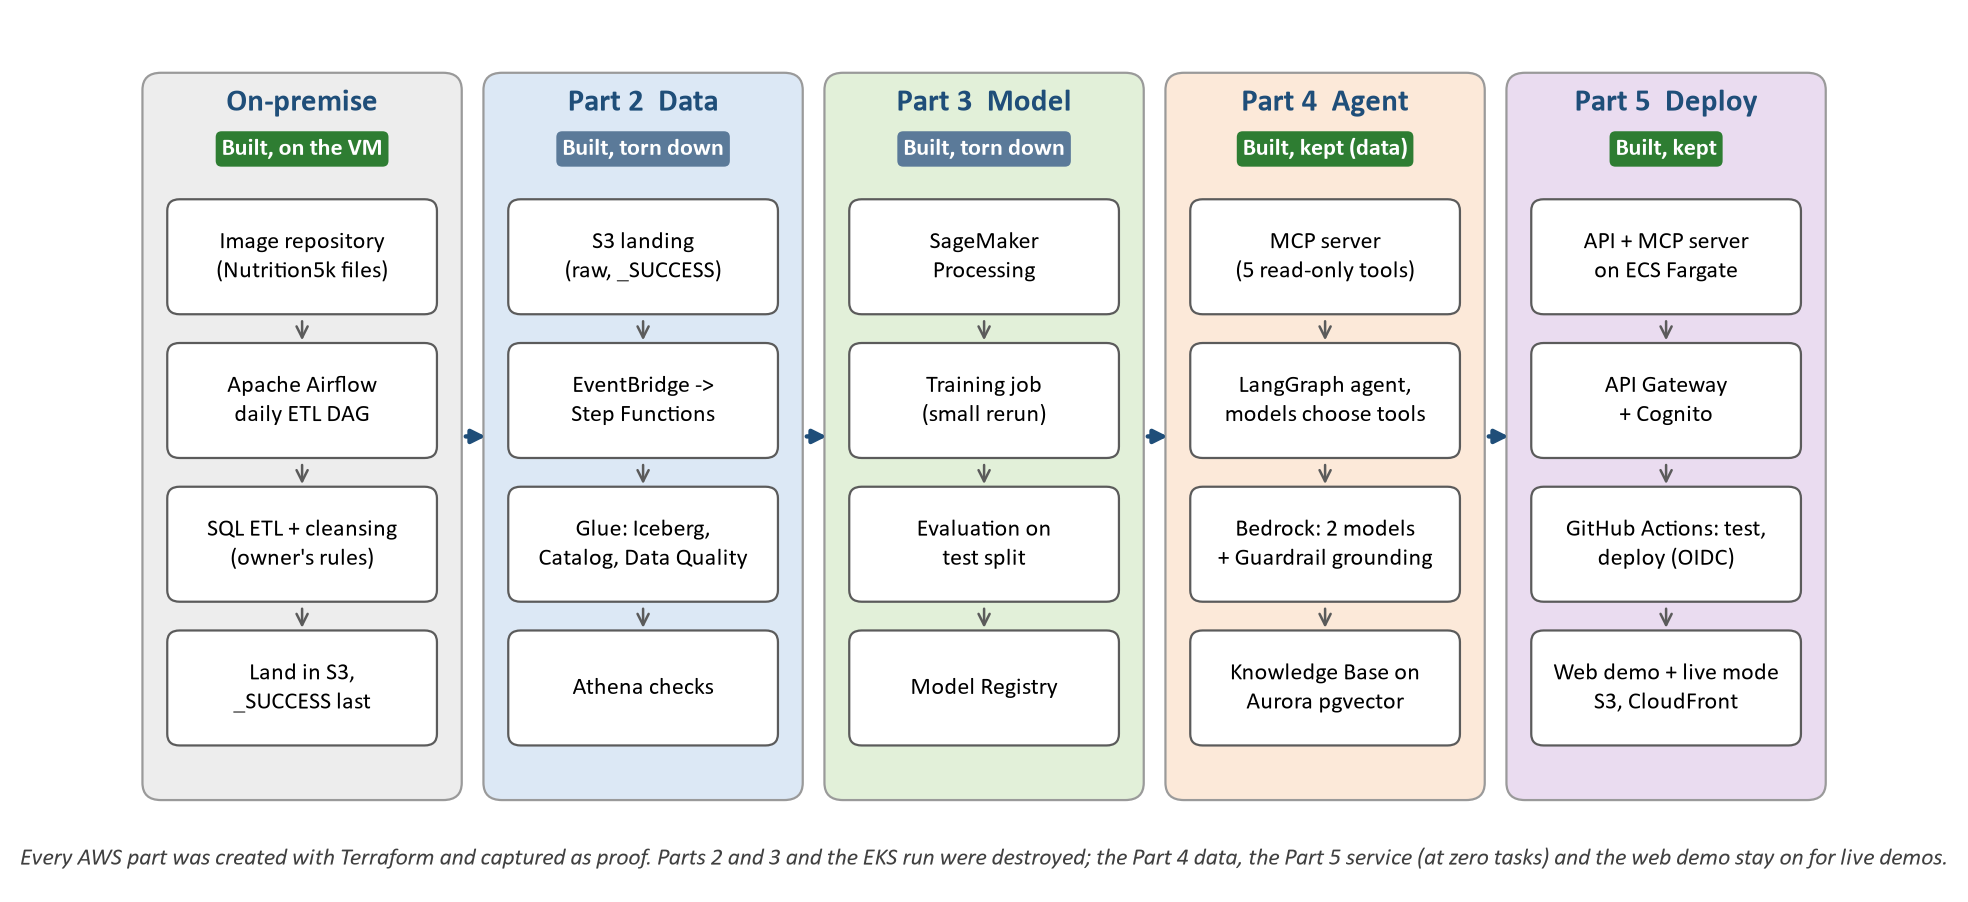 On-premise
Built, on the VM
Image repository
(Nutrition5k files)
Apache Airflow
daily ETL DAG
SQL ETL + cleansing
(owner's rules)
Land in S3,
_SUCCESS last
Part 2  Data
Built, torn down
S3 landing
(raw, _SUCCESS)
EventBridge ->
Step Functions
Glue: Iceberg,
Catalog, Data Quality
Athena checks
Part 3  Model
Built, torn down
SageMaker
Processing
Training job
(small rerun)
Evaluation on
test split
Model Registry
Part 4  Agent
Built, kept (data)
MCP server
(5 read-only tools)
LangGraph agent,
models choose tools
Bedrock: 2 models
+ Guardrail grounding
Knowledge Base on
Aurora pgvector
Part 5  Deploy
Built, kept
API + MCP server
on ECS Fargate
API Gateway
+ Cognito
GitHub Actions: test,
deploy (OIDC)
Web demo + live mode
S3, CloudFront
Every AWS part was created with Terraform and captured as proof. Parts 2 and 3 and the EKS run were destroyed; the Part 4 data, the Part 5 service (at zero tasks) and the web demo stay on for live demos.